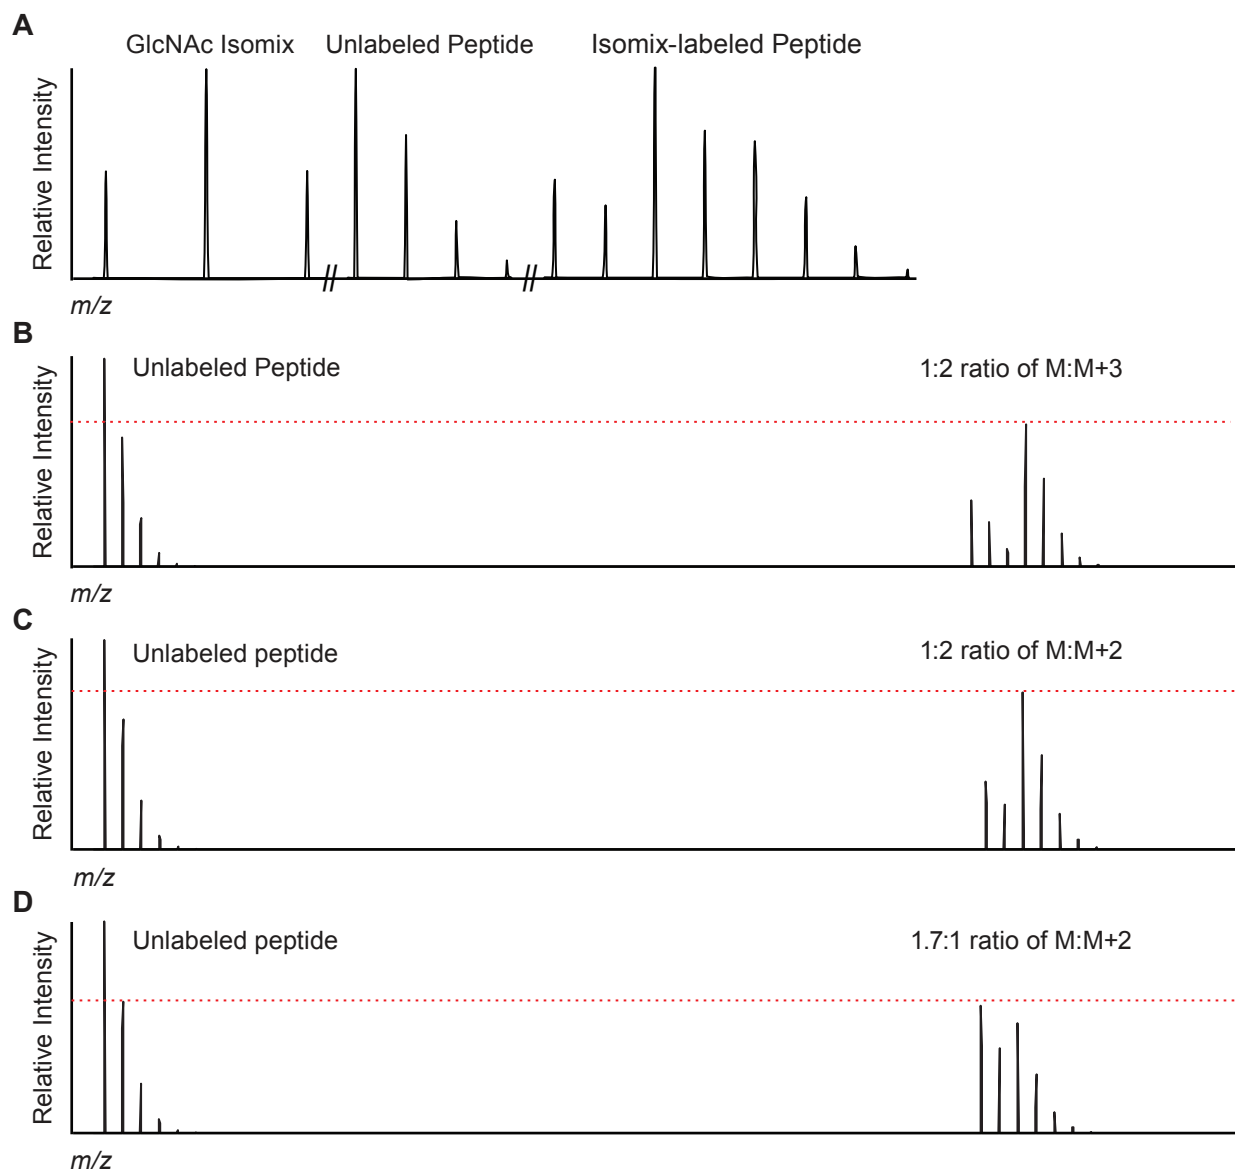 A
GlcNAc Isomix
Unlabeled Peptide
Isomix-labeled Peptide
Relative Intensity
m/z
B
Unlabeled Peptide
1:2 ratio of M:M+3
Relative Intensity
m/z
C
Unlabeled peptide
1:2 ratio of M:M+2
Relative Intensity
m/z
D
Unlabeled peptide
1.7:1 ratio of M:M+2
Relative Intensity
m/z